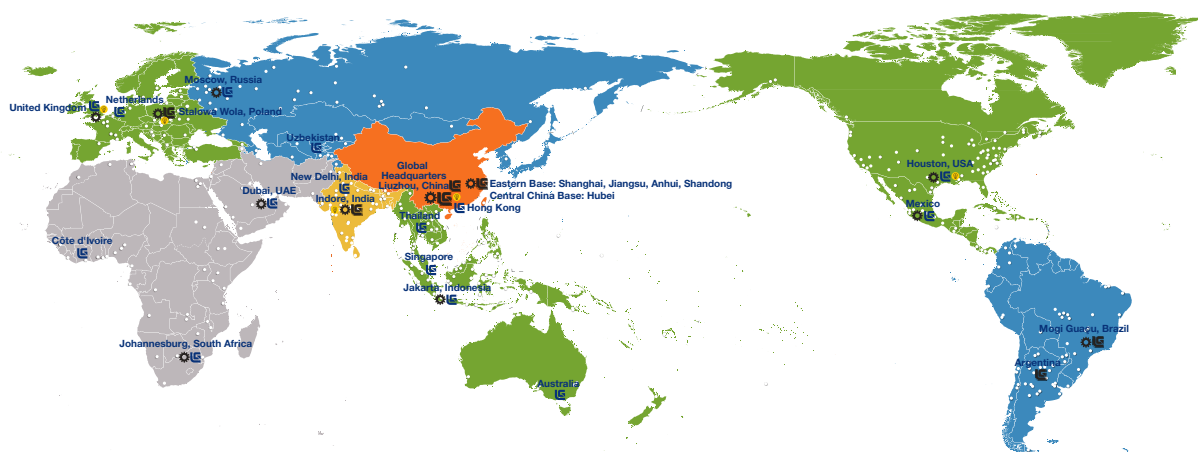 Moscow, Russia
Netherlands
United Kingdom
Stalowa Wola, Poland
Uzbekistan
Global
Headquarters
Liuzhou, China
New Delhi, India
Eastern Base: Shanghai, Jiangsu, Anhui, Shandong
Central China Base: Hubei
Dubai, UAE
Indore, India
Hong Kong
Thailand
Houston, USA
Mexico
Côte d'Ivoire
Singapore
Jakarta, Indonesia
Mogi Guaçu, Brazil
Johannesburg, South Africa
Argentina
Australia